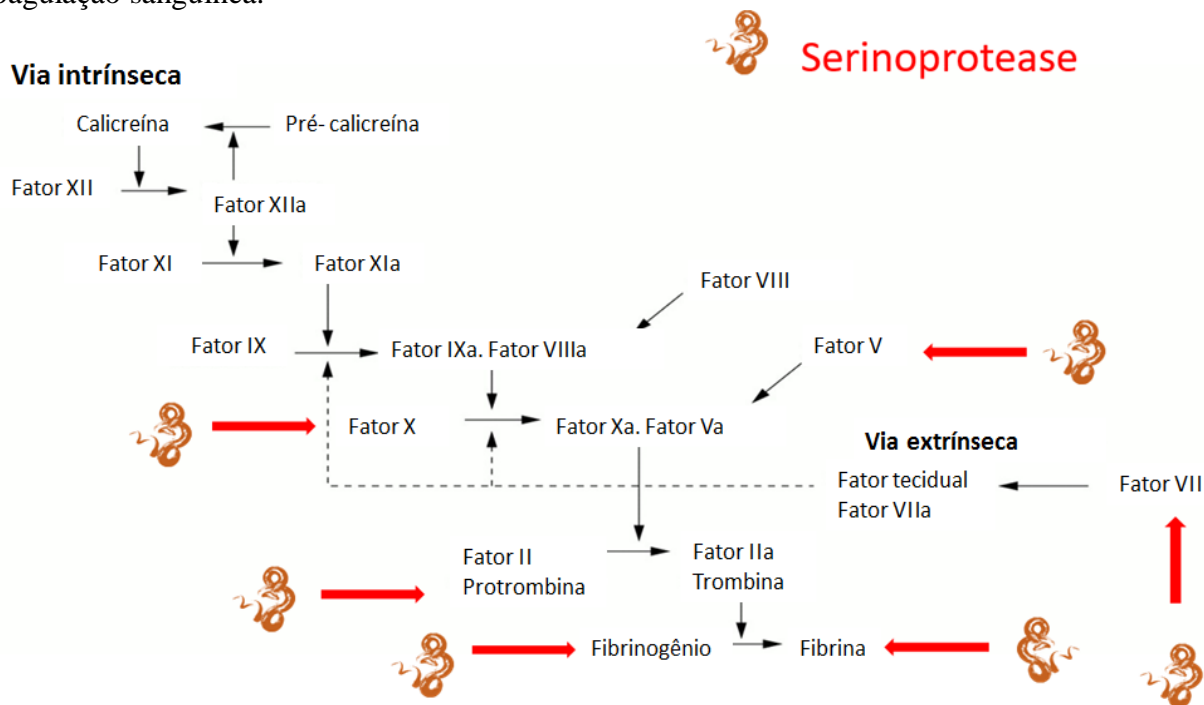 Serinoprotease
Via intrínseca
Calicreína
Pré- calicreína
Fator XII
Fator XIIa
Fator XI
Fator XIa
Fator VIII
Fator IX
Fator IXa. Fator VIIIa
Fator V
Fator X
Fator Xa. Fator Va
Via extrínseca
Fator tecidual
Fator VIIa
Fator VII
Fator II
Protrombina
Fator IIa
Trombina
Fibrinogênio
Fibrina